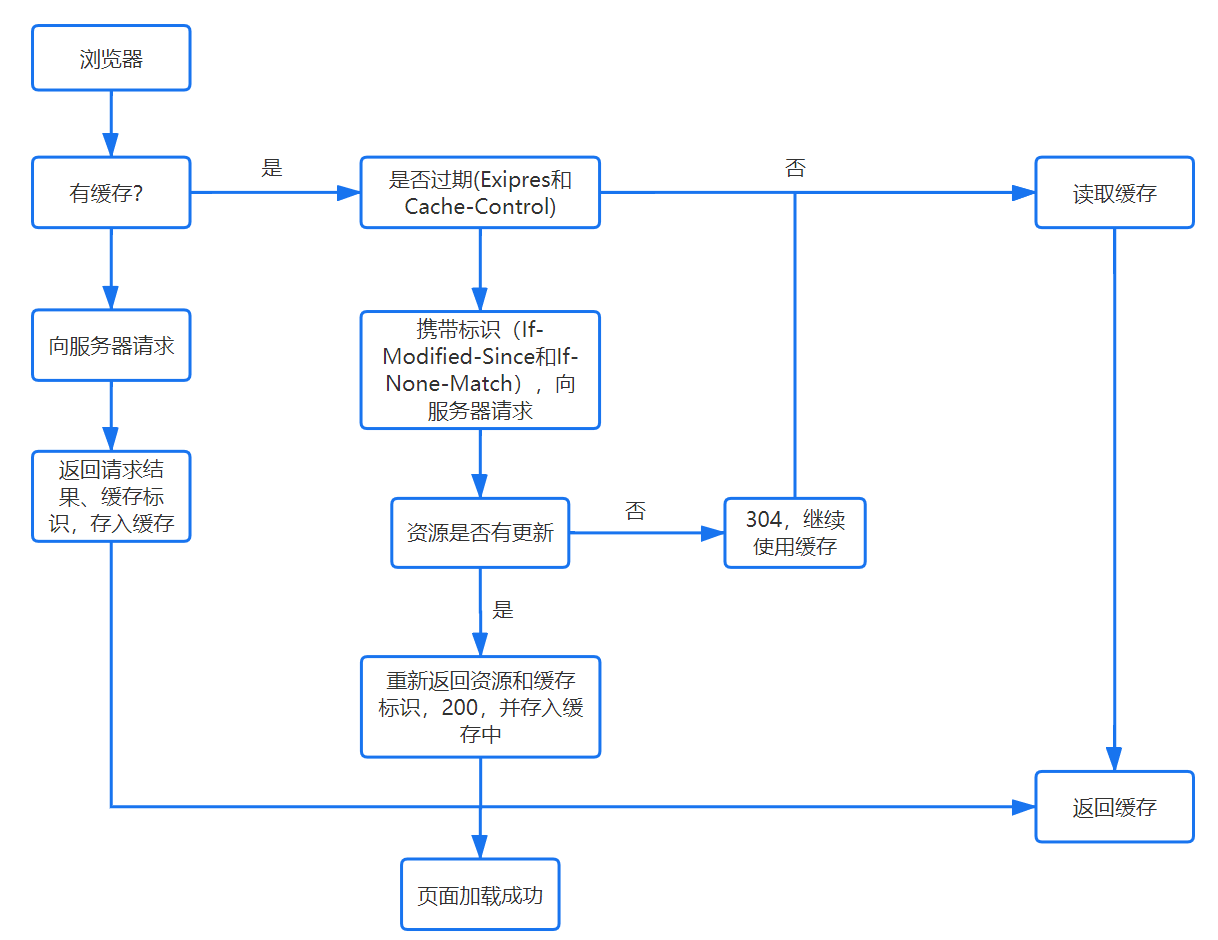 浏览器
有缓存?
是
是否过期(Exipres和
Cache-Control)
否
读取缓存
向服务器请求
携带标识（If-
Modified-Since和If-
None-Match），向
服务器请求
返回请求结
果、缓存标
识，存入缓存
资源是否有更新
否
304，继续
使用缓存
是
重新返回资源和缓存
标识，200，并存入缓
存中
返回缓存
页面加载成功